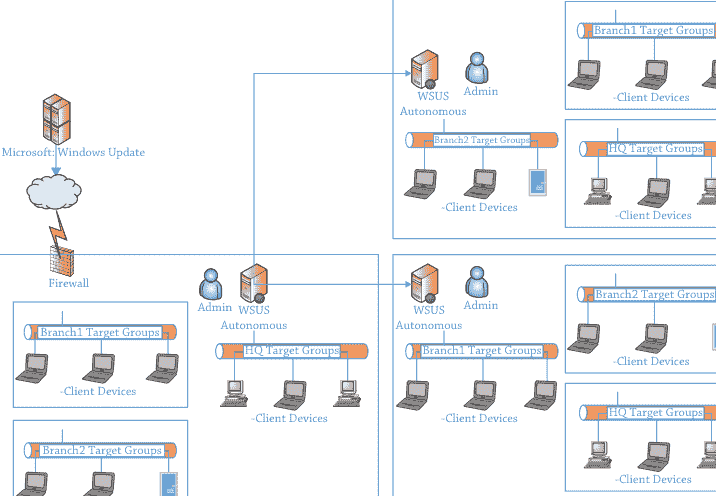 Microsoft: Windows Update
Firewall
Branch1 Target Groups
-Client Devices
Branch2 Target Groups
Admin
WSUS
Autonomous
HQ Target Groups
-Client Devices
WSUS
Autonomous
Admin
Branch2 Target Groups
-Client Devices
Branch1 Target Groups
-Client Devices
HQ Target Groups
-Client Devices
WSUS
Autonomous
Admin
Branch1 Target Groups
-Client Devices
Branch2 Target Groups
-Client Devices
HQ Target Groups
-Client Devices